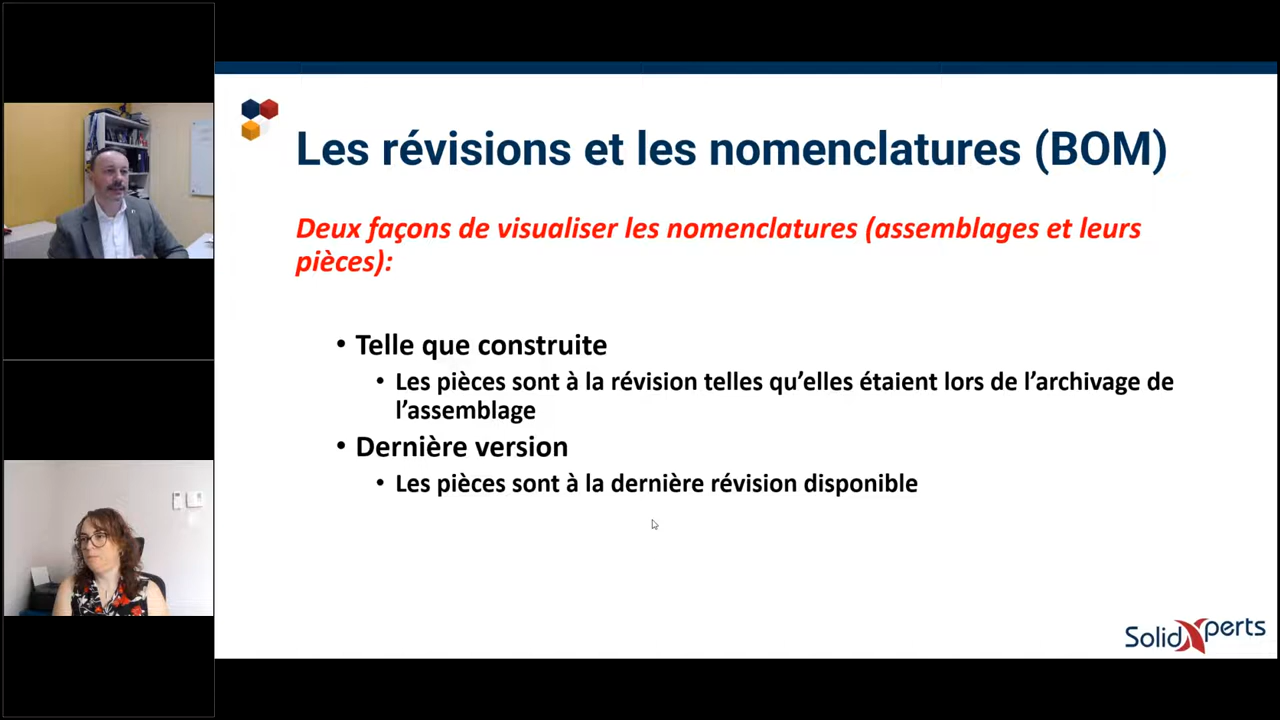 Les révisions et les nomenclatures (BOM)
Deux façons de visualiser les nomenclatures (assemblages et leurs
pièces):
• Telle que construite
• Les pièces sont à la révision telles qu’elles étaient lors de l’archivage de
l’assemblage
• Dernière version
• Les pièces sont à la dernière révision disponible
SolidXperts